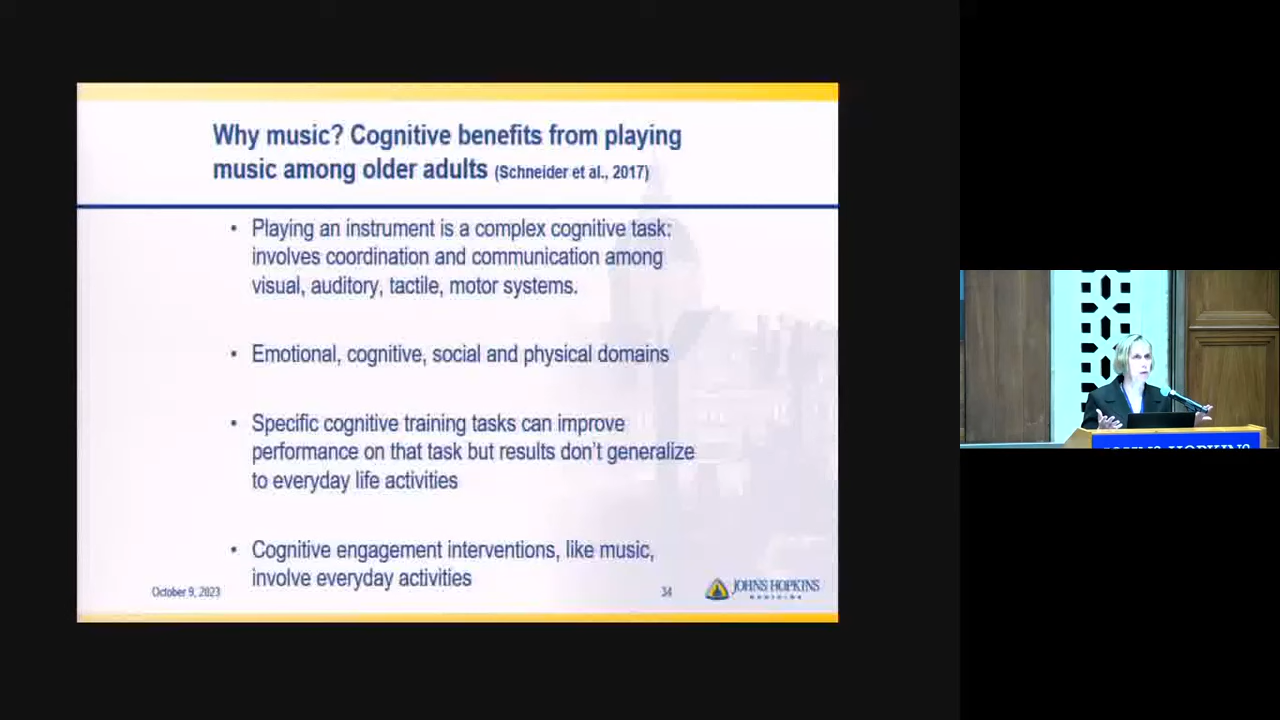 Why music? Cognitive benefits from playing
music among older adults (Schneider et al., 2017)
• Playing an instrument is a complex cognitive task:
involves coordination and communication among
visual, auditory, tactile, motor systems.
• Emotional, cognitive, social and physical domains
• Specific cognitive training tasks can improve
performance on that task but results don't generalize
to everyday life activities
• Cognitive engagement interventions, like music,
involve everyday activities
October 9, 2023
34
JOHNS HOPKINS
MEDICINE
JOHNS HOPKINS